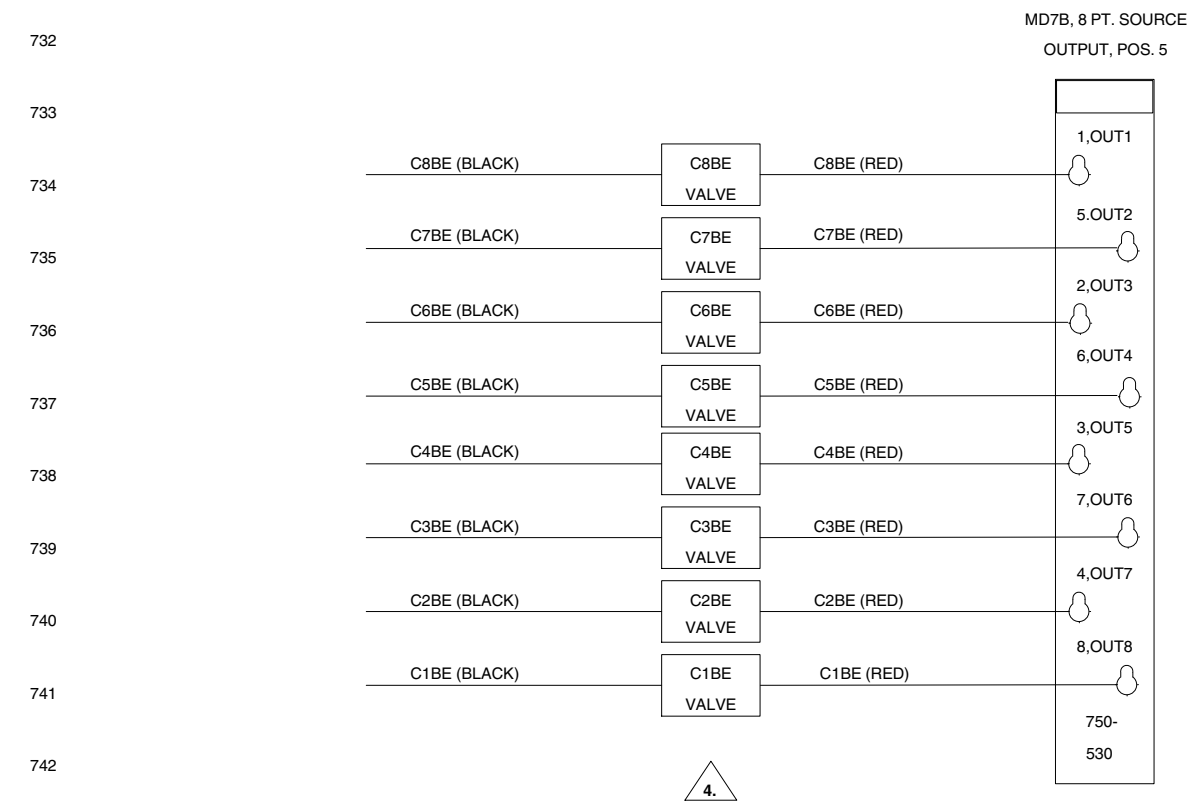 MD7B, 8 PT. SOURCE
732
OUTPUT, POS. 5
733
1,OUT1
C8BE (BLACK) C8BE C8BE (RED)
734
VALVE
5.OUT2
C7BE (BLACK) C7BE C7BE (RED)
735
VALVE
2,OUT3
C6BE (BLACK) C6BE C6BE (RED)
736
VALVE
6,OUT4
C5BE (BLACK) C5BE C5BE (RED)
737
VALVE
3,OUT5
C4BE (BLACK) C4BE C4BE (RED)
738
VALVE
7,OUT6
C3BE (BLACK) C3BE C3BE (RED)
739
VALVE
4,OUT7
C2BE (BLACK) C2BE C2BE (RED)
740
VALVE
8,OUT8
C1BE (BLACK) C1BE C1BE (RED)
741
VALVE
750-
530
742
4.